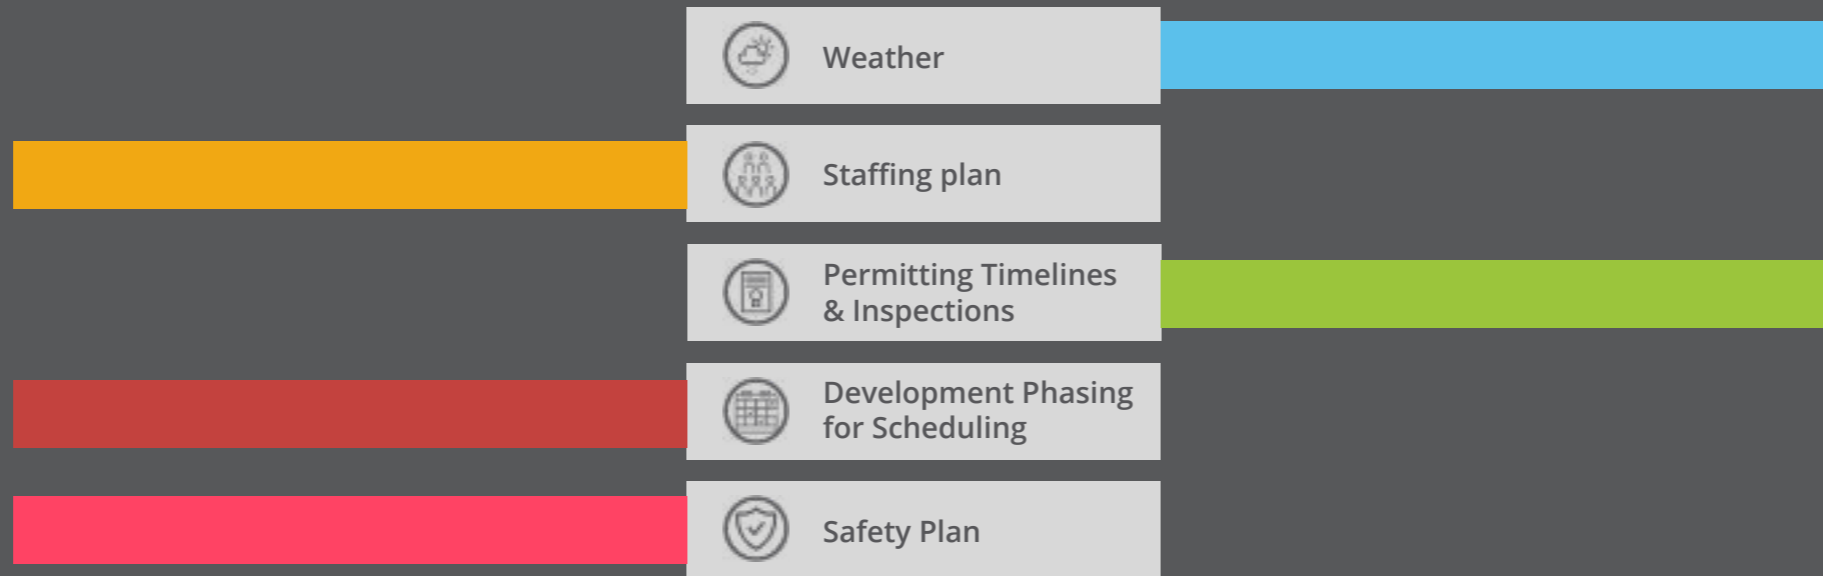 Weather
Staffing plan
Permitting Timelines
& Inspections
Development Phasing
for Scheduling
Safety Plan